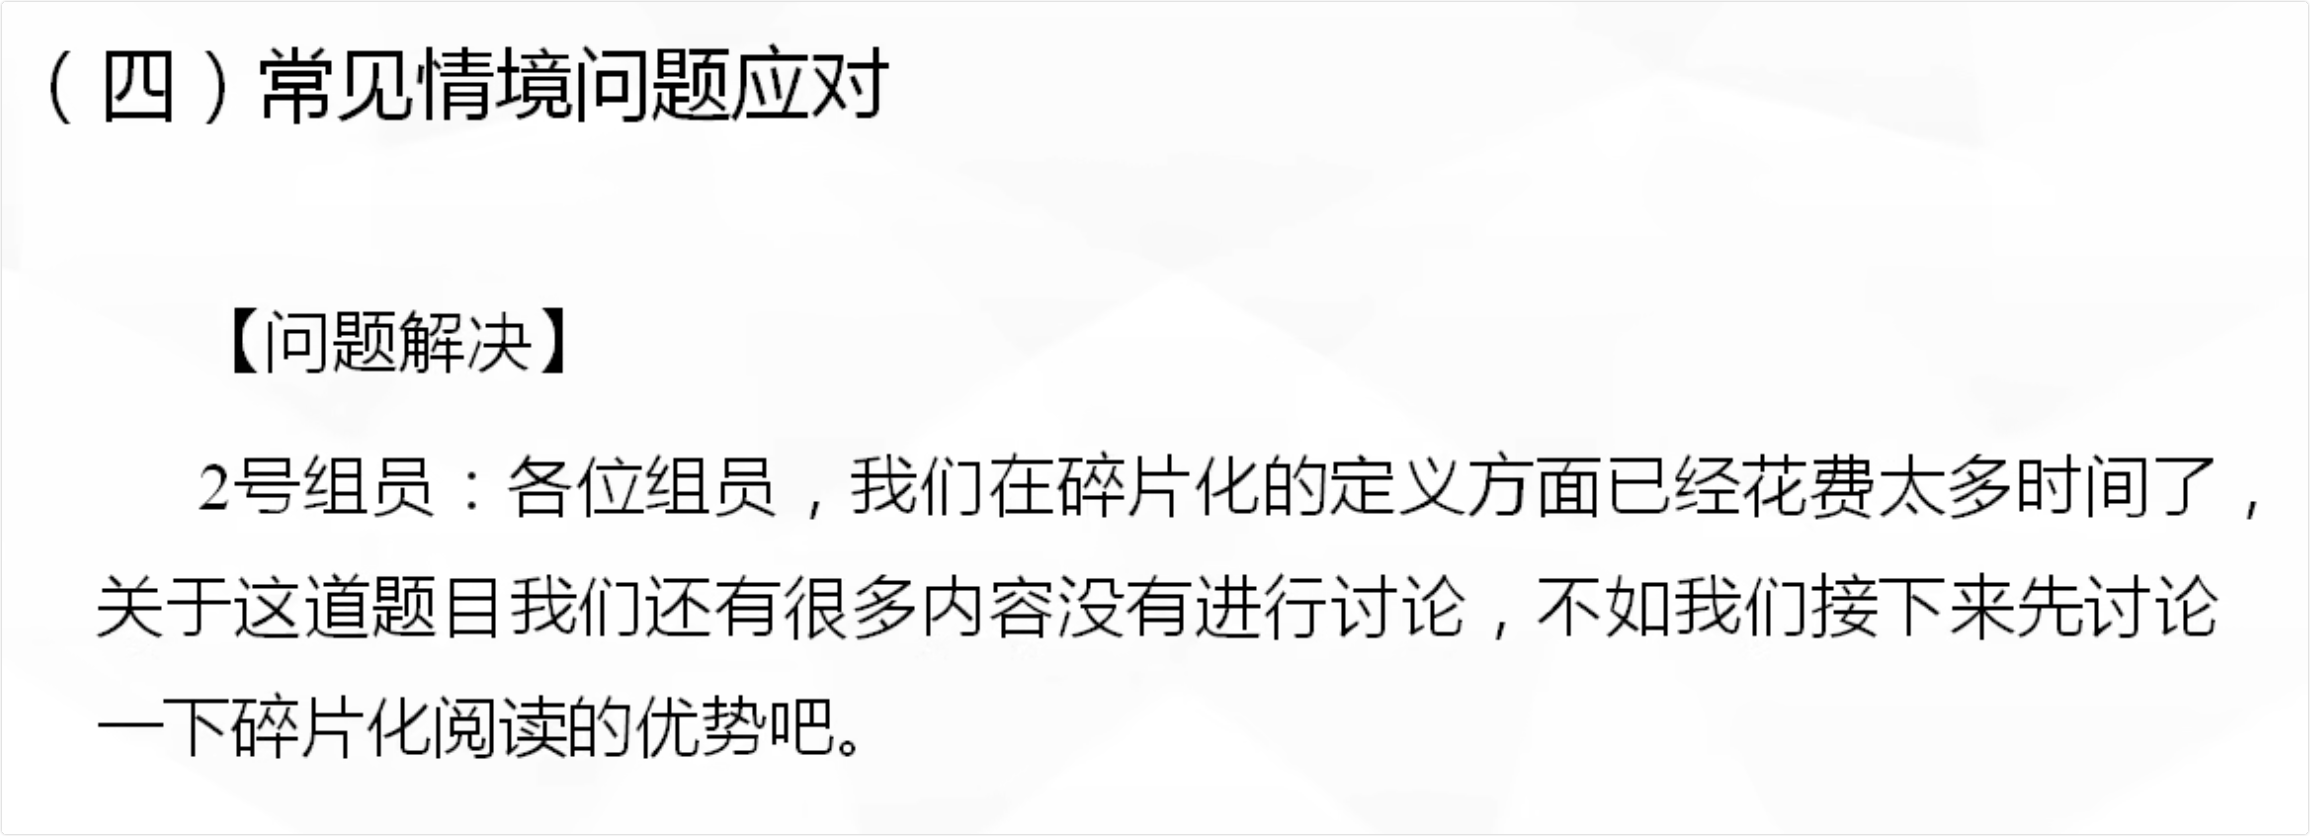 （四）常见情境问题应对
【问题解决】
2号组员：各位组员，我们在碎片化的定义方面已经花费太多时间了，
关于这道题目我们还有很多内容没有进行讨论，不如我们接下来先讨论
一下碎片化阅读的优势吧。